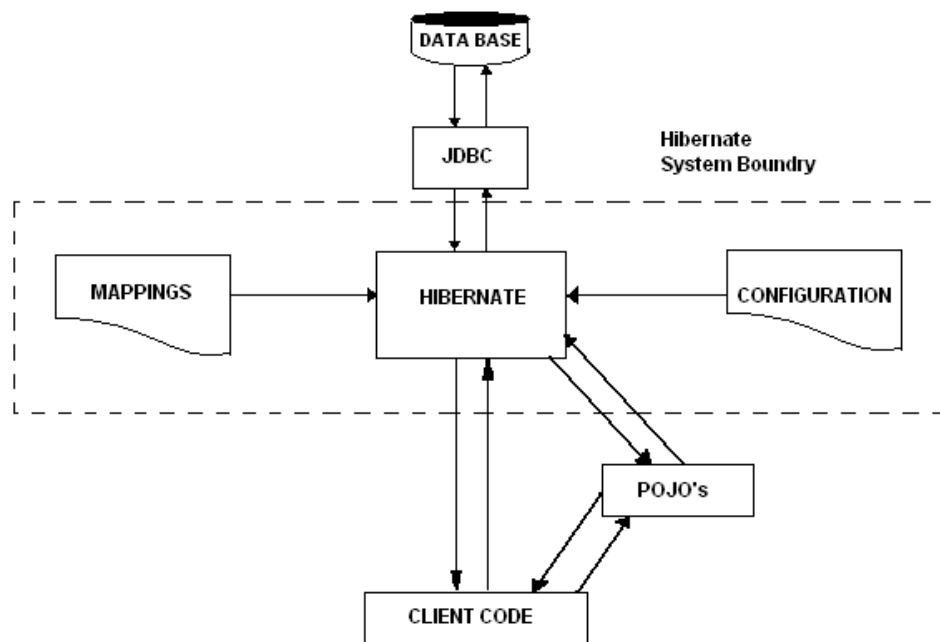 DATA BASE
JDBC
Hibernate
System Boundry
MAPPINGS
HIBERNATE
CONFIGURATION
POJO's
CLIENT CODE